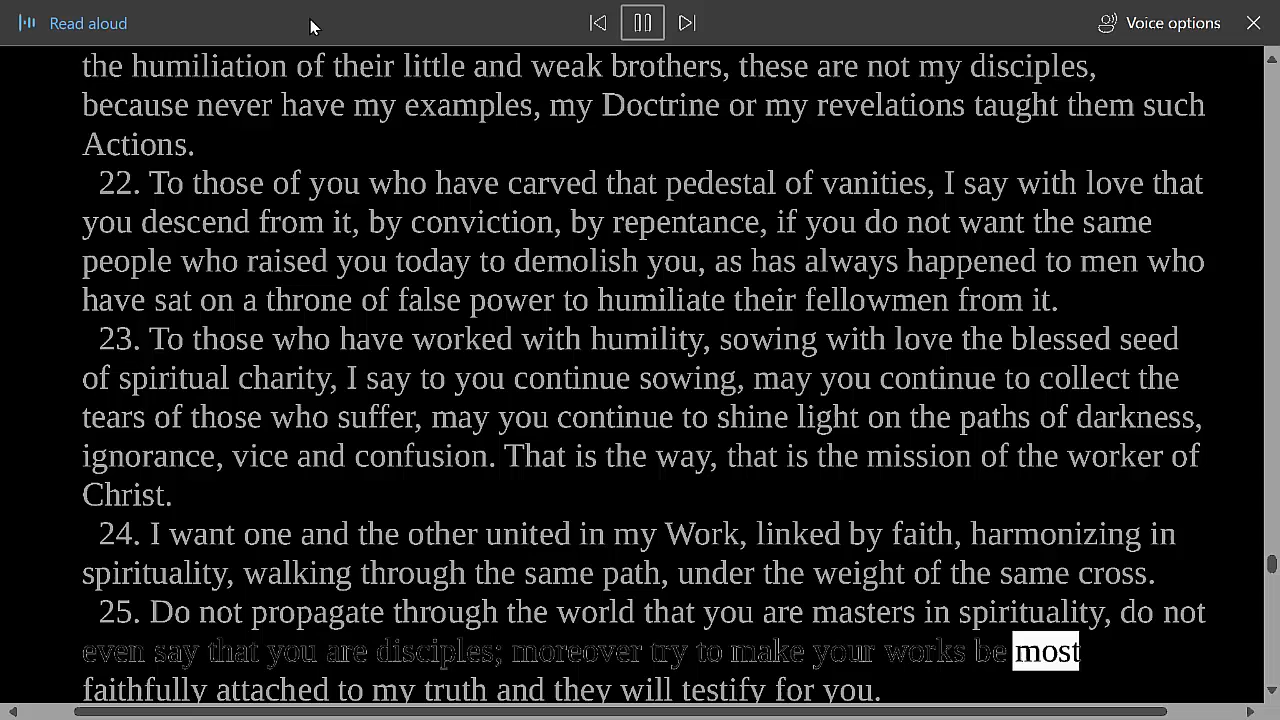 Read aloud
Voice options
the humiliation of their little and weak brothers, these are not my disciples,
because never have my examples, my Doctrine or my revelations taught them such
Actions.
22. To those of you who have carved that pedestal of vanities, I say with love that
you descend from it, by conviction, by repentance, if you do not want the same
people who raised you today to demolish you, as has always happened to men who
have sat on a throne of false power to humiliate their fellowmen from it.
23. To those who have worked with humility, sowing with love the blessed seed
of spiritual charity, I say to you continue sowing, may you continue to collect the
tears of those who suffer, may you continue to shine light on the paths of darkness,
ignorance, vice and confusion. That is the way, that is the mission of the worker of
Christ.
24. I want one and the other united in my Work, linked by faith, harmonizing in
spirituality, walking through the same path, under the weight of the same cross.
25. Do not propagate through the world that you are masters in spirituality, do not
even say that you are disciples; moreover try to make your works be most
faithfully attached to my truth and they will testify for you.